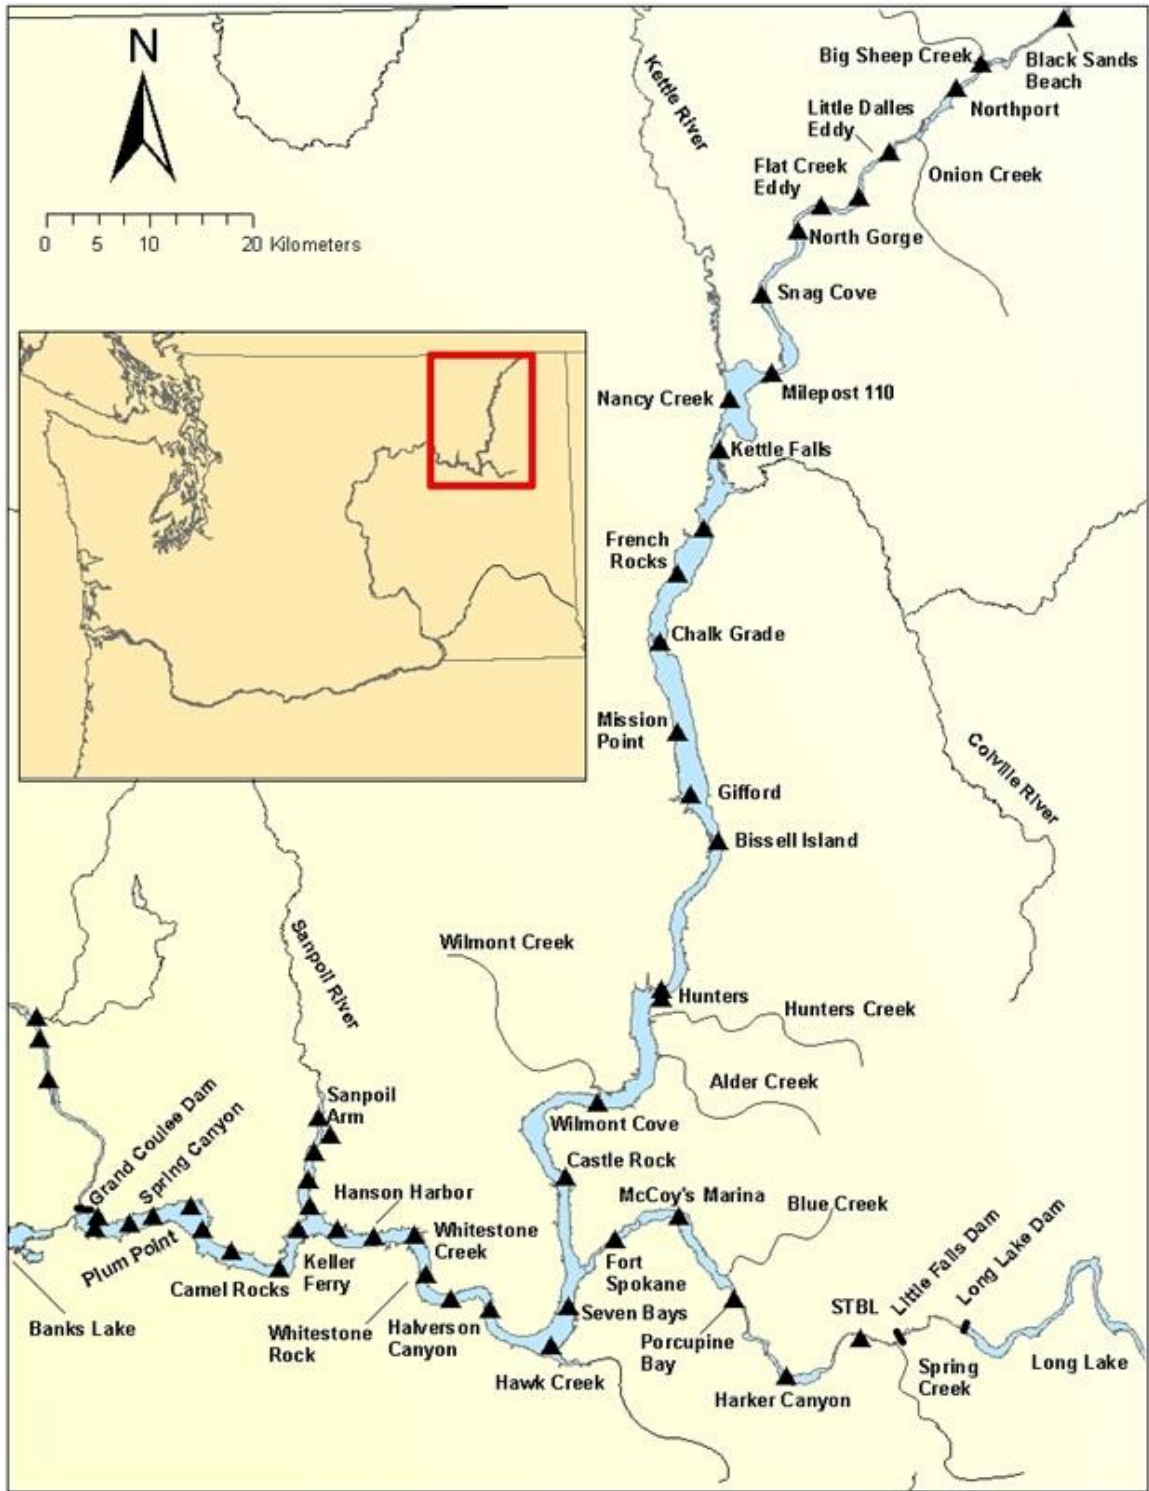 N
0 5 10 20 Kilometers
Kettle River
Big Sheep Creek
Black Sands
Beach
Northport
Little Dalles
Eddy
Flat Creek
Eddy
Onion Creek
North Gorge
Snag Cove
Milepost 110
Nancy Creek
Kettle Falls
French
Rocks
Chalk Grade
Mission
Point
Gifford
Bissell Island
Colville River
Sanpoil River
Wilmont Creek
Hunters
Hunters Creek
Alder Creek
Wilmont Cove
Castle Rock
Sanpoil
Arm
Grand Coulee Dam
Spring Canyon
Plum Point
Banks Lake
Camel Rocks
Keller
Ferry
Hanson Harbor
Whitestone
Creek
Whitestone
Rock
Halverson
Canyon
Hawk Creek
Seven Bays
Fort
Spokane
McCoy's Marina
Blue Creek
Porcupine
Bay
Harker Canyon
STBL
Little Falls Dam
Long Lake Dam
Spring
Creek
Long Lake